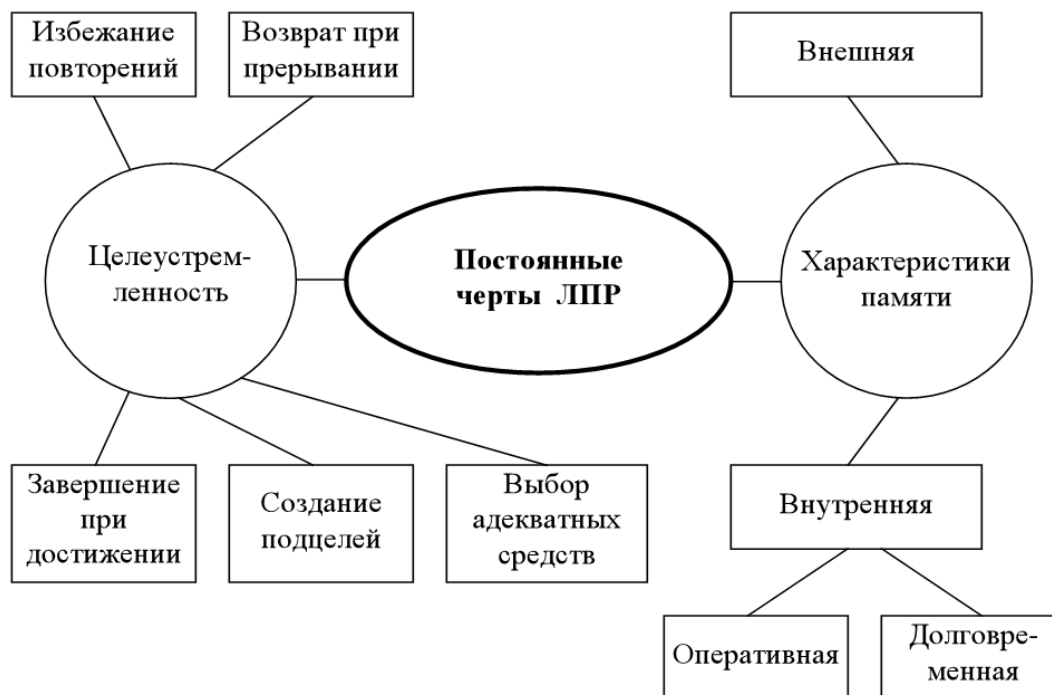 Избежание
повторений
Возврат при
прерывании
Внешняя
Целеустрем-
ленность
Постоянные
черты ЛПР
Характеристики
памяти
Завершение
при
достижении
Создание
подцелей
Выбор
адекватных
средств
Внутренняя
Оперативная
Долговре-
менная